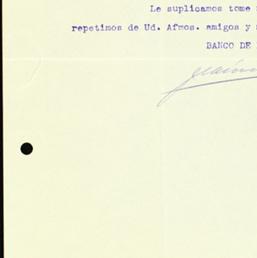 Le suplicamos tome
repetimos de Ud. Afmos. amigos y
BANCO DE